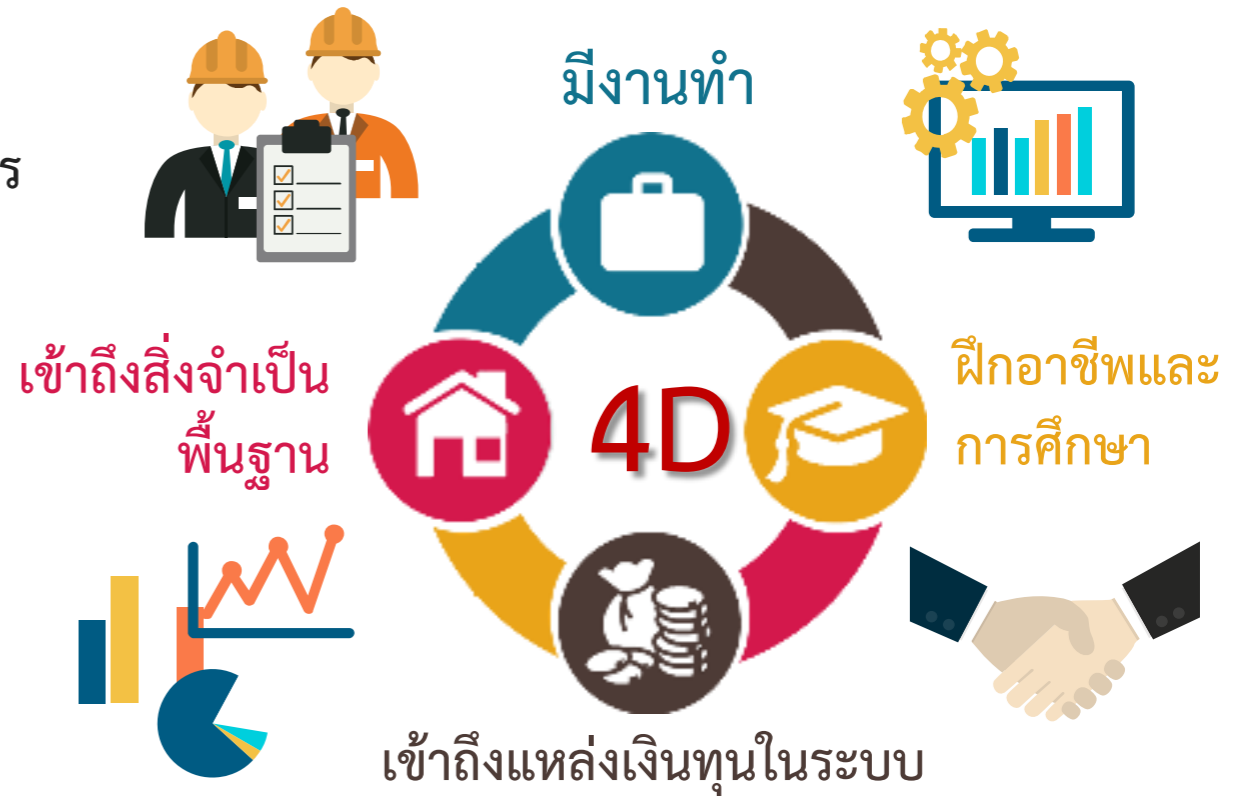 มีงานทำ
ร
เข้าถึงสิ่งจำเป็น
พื้นฐาน
4D
ฝึกอาชีพและ
การศึกษา
เข้าถึงแหล่งเงินทุนในระบบ